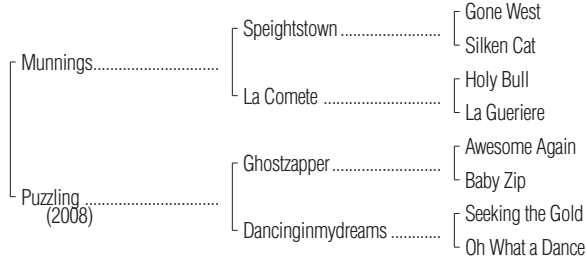 Gone West
Speightstown
Silken Cat
Munnings
Holy Bull
La Comete
La Gueriere
Awesome Again
Ghostzapper
Baby Zip
Puzzling
(2008)
Seeking the Gold
Dancinginmydreams
Oh What a Dance